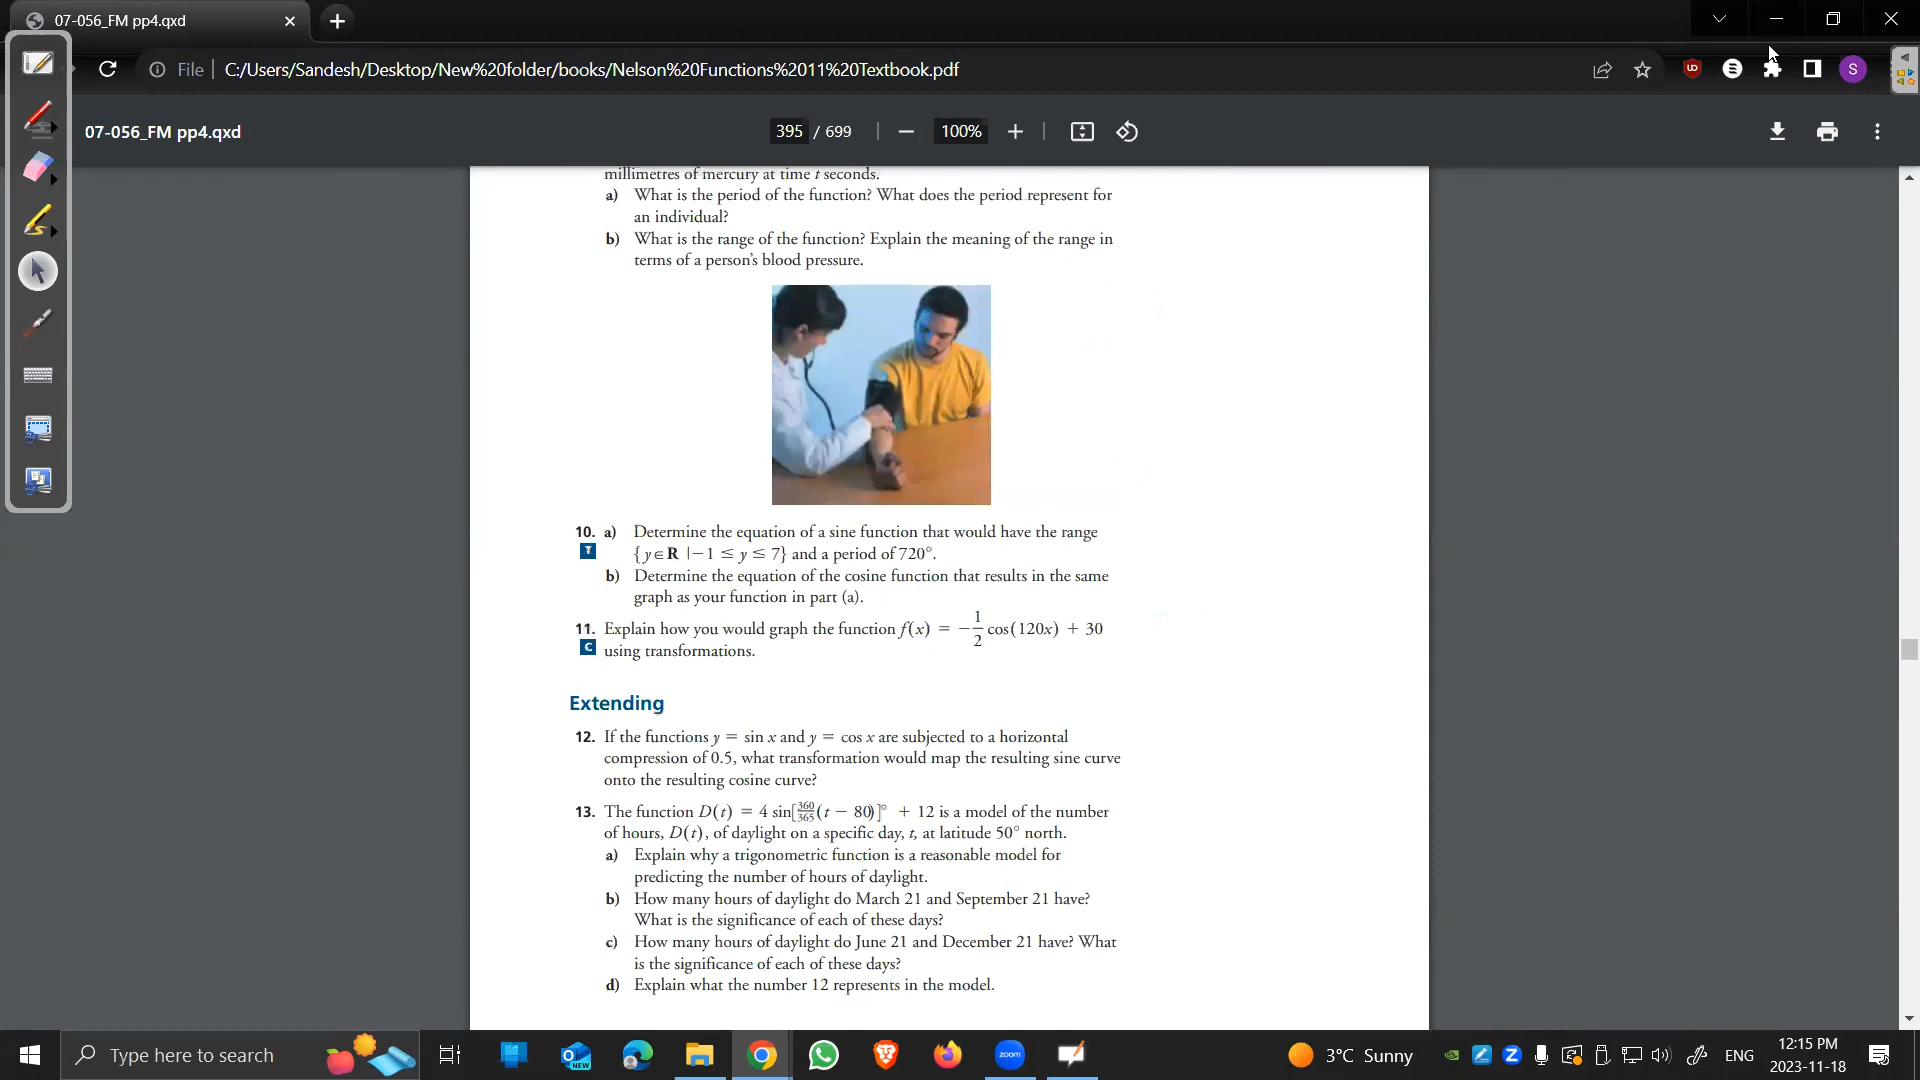 07-056_FM pp4.qxd
File
C:/Users/Sandesh/Desktop/New%20folder/books/Nelson%20Functions%2011%20Textbook.pdf
S
07-056_FM pp4.qxd
395 / 699
100%
millimetres of mercury at time t seconds.
a) What is the period of the function? What does the period represent for
an individual?
b) What is the range of the function? Explain the meaning of the range in
terms of a person's blood pressure.
10. a) Determine the equation of a sine function that would have the range
T {y∈R |−1 ≤ y ≤ 7} and a period of 720°.
b) Determine the equation of the cosine function that results in the same
graph as your function in part (a).
11. Explain how you would graph the function f(x) = −1/2 cos(120x) + 30
C using transformations.
Extending
12. If the functions y = sin x and y = cos x are subjected to a horizontal
compression of 0.5, what transformation would map the resulting sine curve
onto the resulting cosine curve?
13. The function D(t) = 4 sin[360/365(t − 80)]° + 12 is a model of the number
of hours, D(t), of daylight on a specific day, t, at latitude 50° north.
a) Explain why a trigonometric function is a reasonable model for
predicting the number of hours of daylight.
b) How many hours of daylight do March 21 and September 21 have?
What is the significance of each of these days?
c) How many hours of daylight do June 21 and December 21 have? What
is the significance of each of these days?
d) Explain what the number 12 represents in the model.
Type here to search
NEW
zoom
3°C Sunny
Z
ENG
12:15 PM
2023-11-18